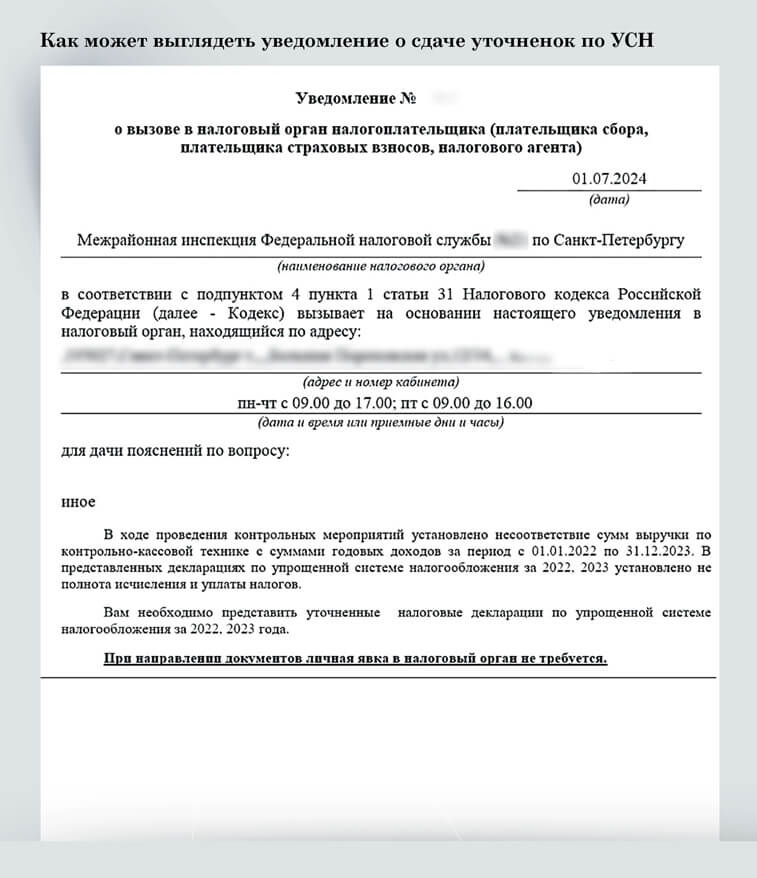 Как может выглядеть уведомление о сдаче уточненок по УСН
Уведомление №
о вызове в налоговый орган налогоплательщика (плательщика сбора,
плательщика страховых взносов, налогового агента)
01.07.2024
(дата)
Межрайонная инспекция Федеральной налоговой службы по Санкт-Петербургу
(наименование налогового органа)
в соответствии с подпунктом 4 пункта 1 статьи 31 Налогового кодекса Российской
Федерации (далее - Кодекс) вызывает на основании настоящего уведомления в
налоговый орган, находящийся по адресу:
(адрес и номер кабинета)
пн-чт с 09.00 до 17.00; пт с 09.00 до 16.00
(дата и время или приемные дни и часы)
для дачи пояснений по вопросу:
иное
В ходе проведения контрольных мероприятий установлено несоответствие сумм выручки по
контрольно-кассовой технике с суммами годовых доходов за период с 01.01.2022 по 31.12.2023. В
представленных декларациях по упрощенной системе налогообложения за 2022, 2023 установлено не
полнота исчисления и уплаты налогов.
Вам необходимо представить уточненные налоговые декларации по упрощенной системе
налогообложения за 2022, 2023 года.
При направлении документов личная явка в налоговый орган не требуется.